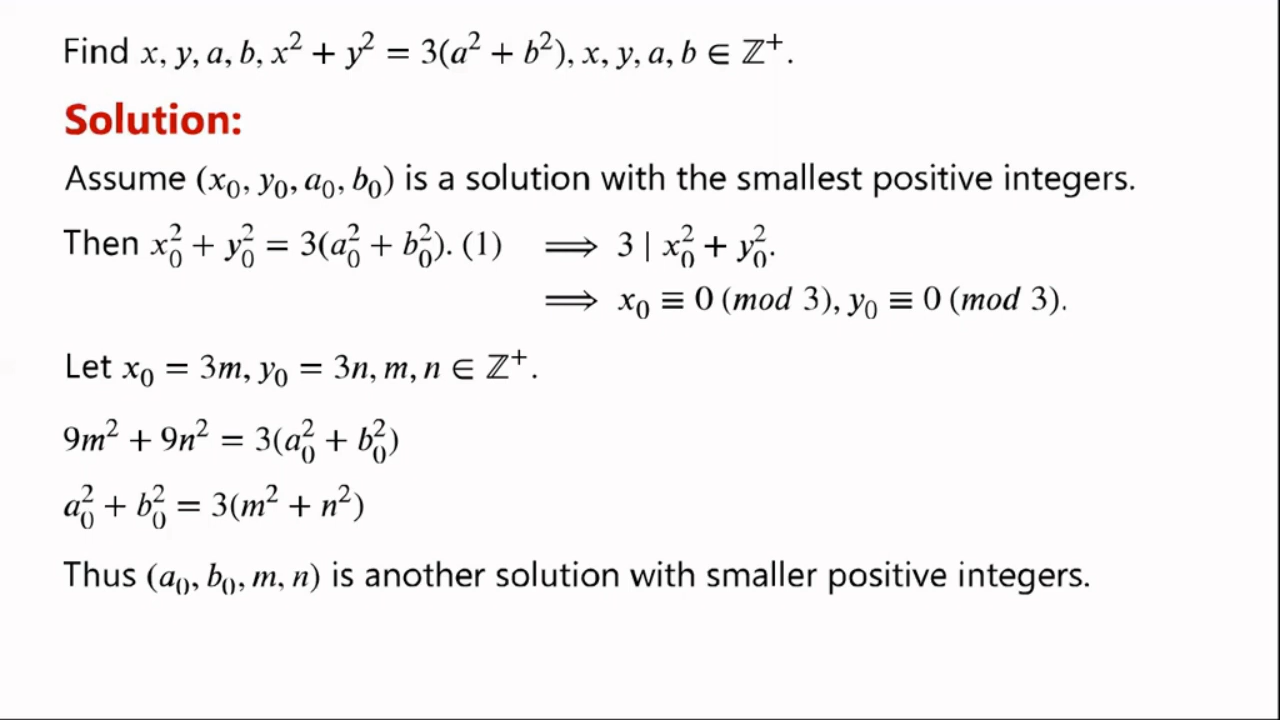 Find x, y, a, b, x² + y² = 3(a² + b²), x, y, a, b ∈ ℤ⁺.
Solution:
Assume (x₀, y₀, a₀, b₀) is a solution with the smallest positive integers.
Then x₀² + y₀² = 3(a₀² + b₀²). (1) ⟹ 3 | x₀² + y₀².
⟹ x₀ ≡ 0 (mod 3), y₀ ≡ 0 (mod 3).
Let x₀ = 3m, y₀ = 3n, m, n ∈ ℤ⁺.
9m² + 9n² = 3(a₀² + b₀²)
a₀² + b₀² = 3(m² + n²)
Thus (a₀, b₀, m, n) is another solution with smaller positive integers.